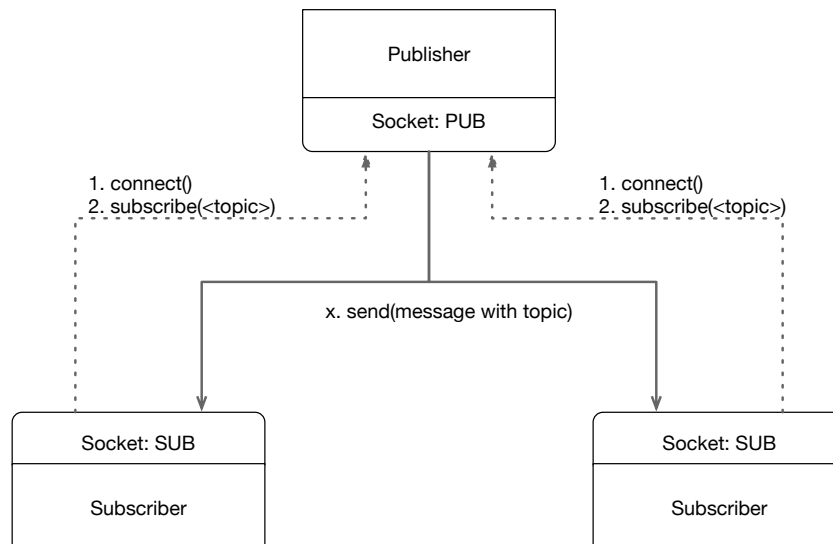 Publisher
Socket: PUB
1. connect()
2. subscribe(<topic>)
1. connect()
2. subscribe(<topic>)
x. send(message with topic)
Socket: SUB
Subscriber
Socket: SUB
Subscriber